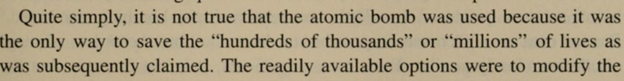 Quite simply, it is not true that the atomic bomb was used because it was
the only way to save the “hundreds of thousands” or “millions” of lives as
was subsequently claimed. The readily available options were to modify the